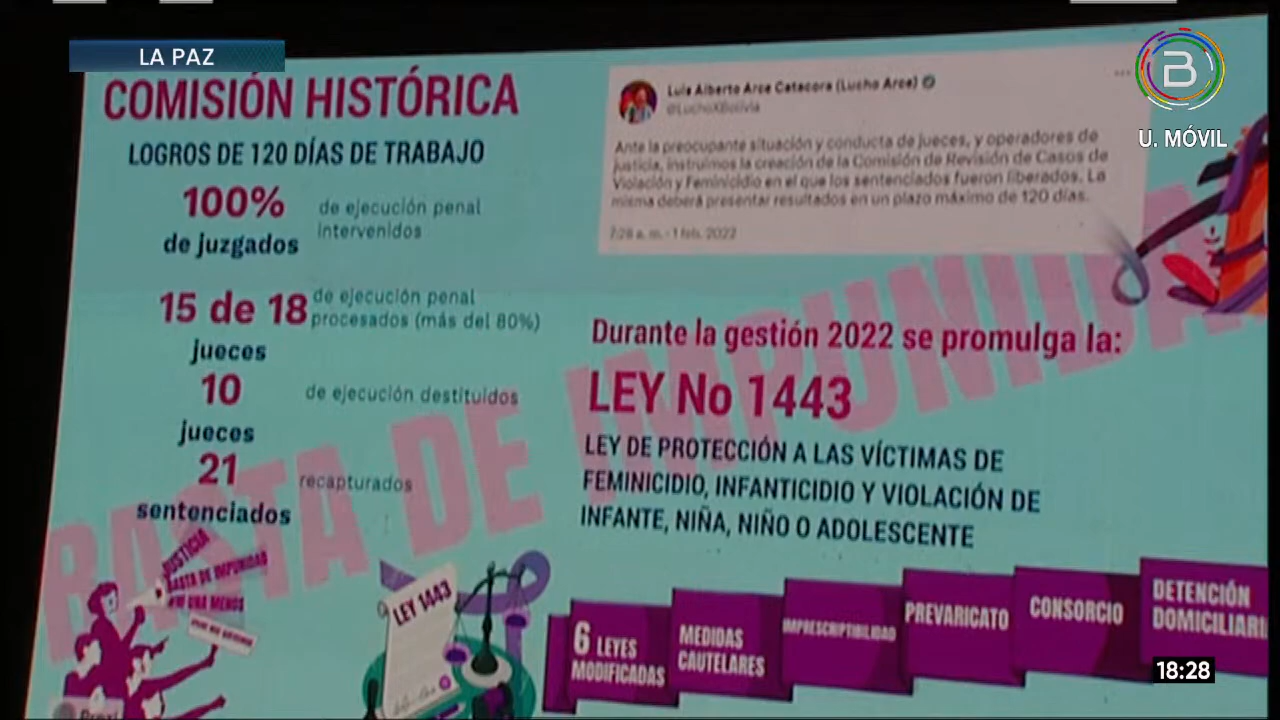 LA PAZ
B
U. MÓVIL
COMISIÓN HISTÓRICA
LOGROS DE 120 DÍAS DE TRABAJO
100%
de juzgados
de ejecución penal
intervenidos
15 de 18
jueces
de ejecución penal
procesados (más del 80%)
10
jueces
de ejecución destituidos
21
sentenciados
recapturados
Luis Alberto Arce Catacora (Lucho Arce)
@LuchoXBolivia
Ante la preocupante situación y conducta de jueces, y operadores de
justicia, instruimos la creación de la Comisión de Revisión de Casos de
Violación y Feminicidio en el que los sentenciados fueron liberados. La
misma deberá presentar resultados en un plazo máximo de 120 días.
7:28 a. m. - 1 feb. 2022
Durante la gestión 2022 se promulga la:
LEY No 1443
LEY DE PROTECCIÓN A LAS VÍCTIMAS DE
FEMINICIDIO, INFANTICIDIO Y VIOLACIÓN DE
INFANTE, NIÑA, NIÑO O ADOLESCENTE
BASTA DE IMPUNIDA
JUSTICIA
BASTA DE IMPUNIDAD
NI UNA MENOS
LEY 1443
6 LEYES
MODIFICADAS
MEDIDAS
CAUTELARES
IMPRESCRIPTIBILIDAD
PREVARICATO
CONSORCIO
DETENCIÓN
DOMICILIARI
18:28